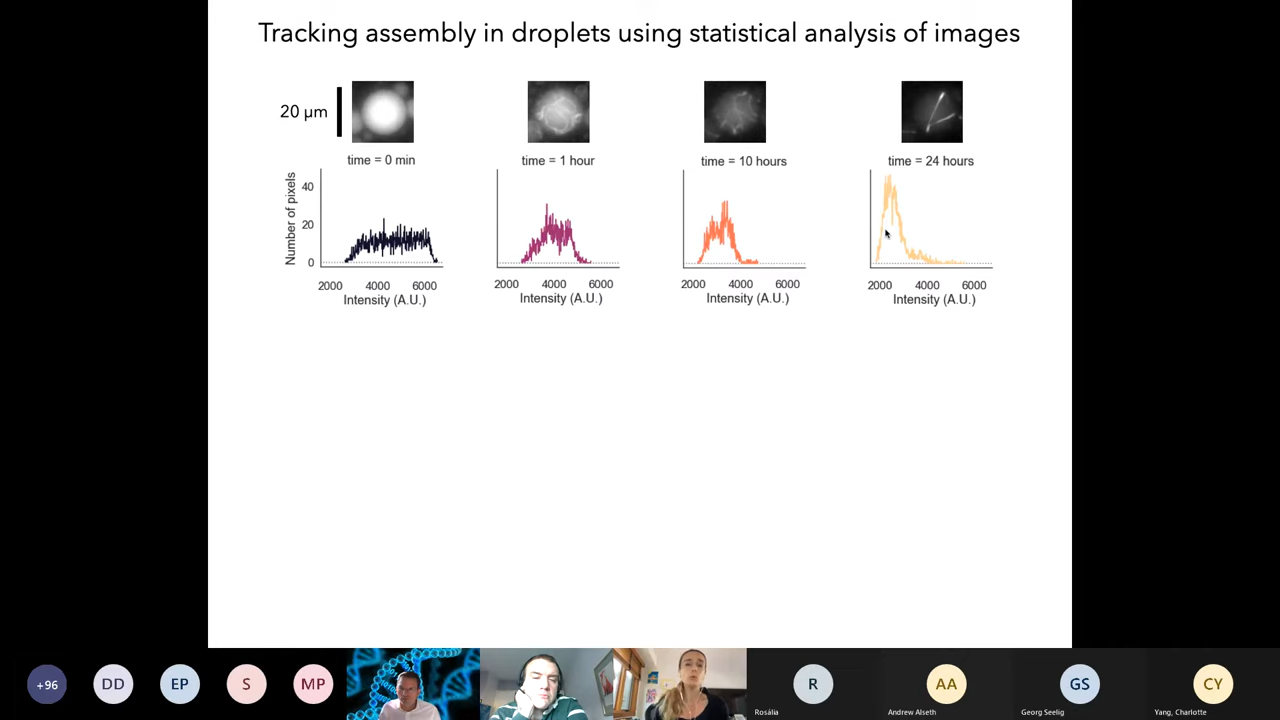 Tracking assembly in droplets using statistical analysis of images
20 µm
time = 0 min
time = 1 hour
time = 10 hours
time = 24 hours
Number of pixels
40
20
0
2000 4000 6000
2000 4000 6000
2000 4000 6000
2000 4000 6000
Intensity (A.U.)
Intensity (A.U.)
Intensity (A.U.)
Intensity (A.U.)
+96
DD
EP
S
MP
R
AA
GS
CY
Rosália
Andrew Alseth
Georg Seelig
Yang, Charlotte